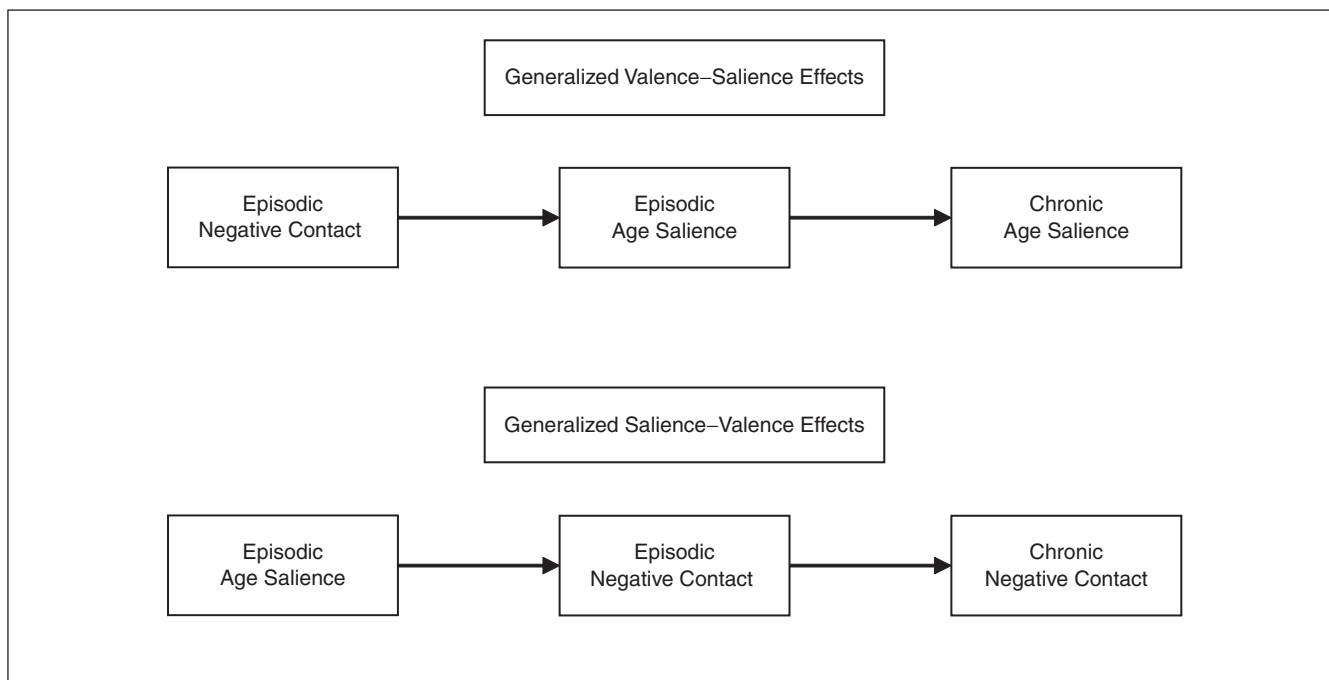 Generalized Valence–Salience Effects
Episodic
Negative Contact
Episodic
Age Salience
Chronic
Age Salience
Generalized Salience–Valence Effects
Episodic
Age Salience
Episodic
Negative Contact
Chronic
Negative Contact